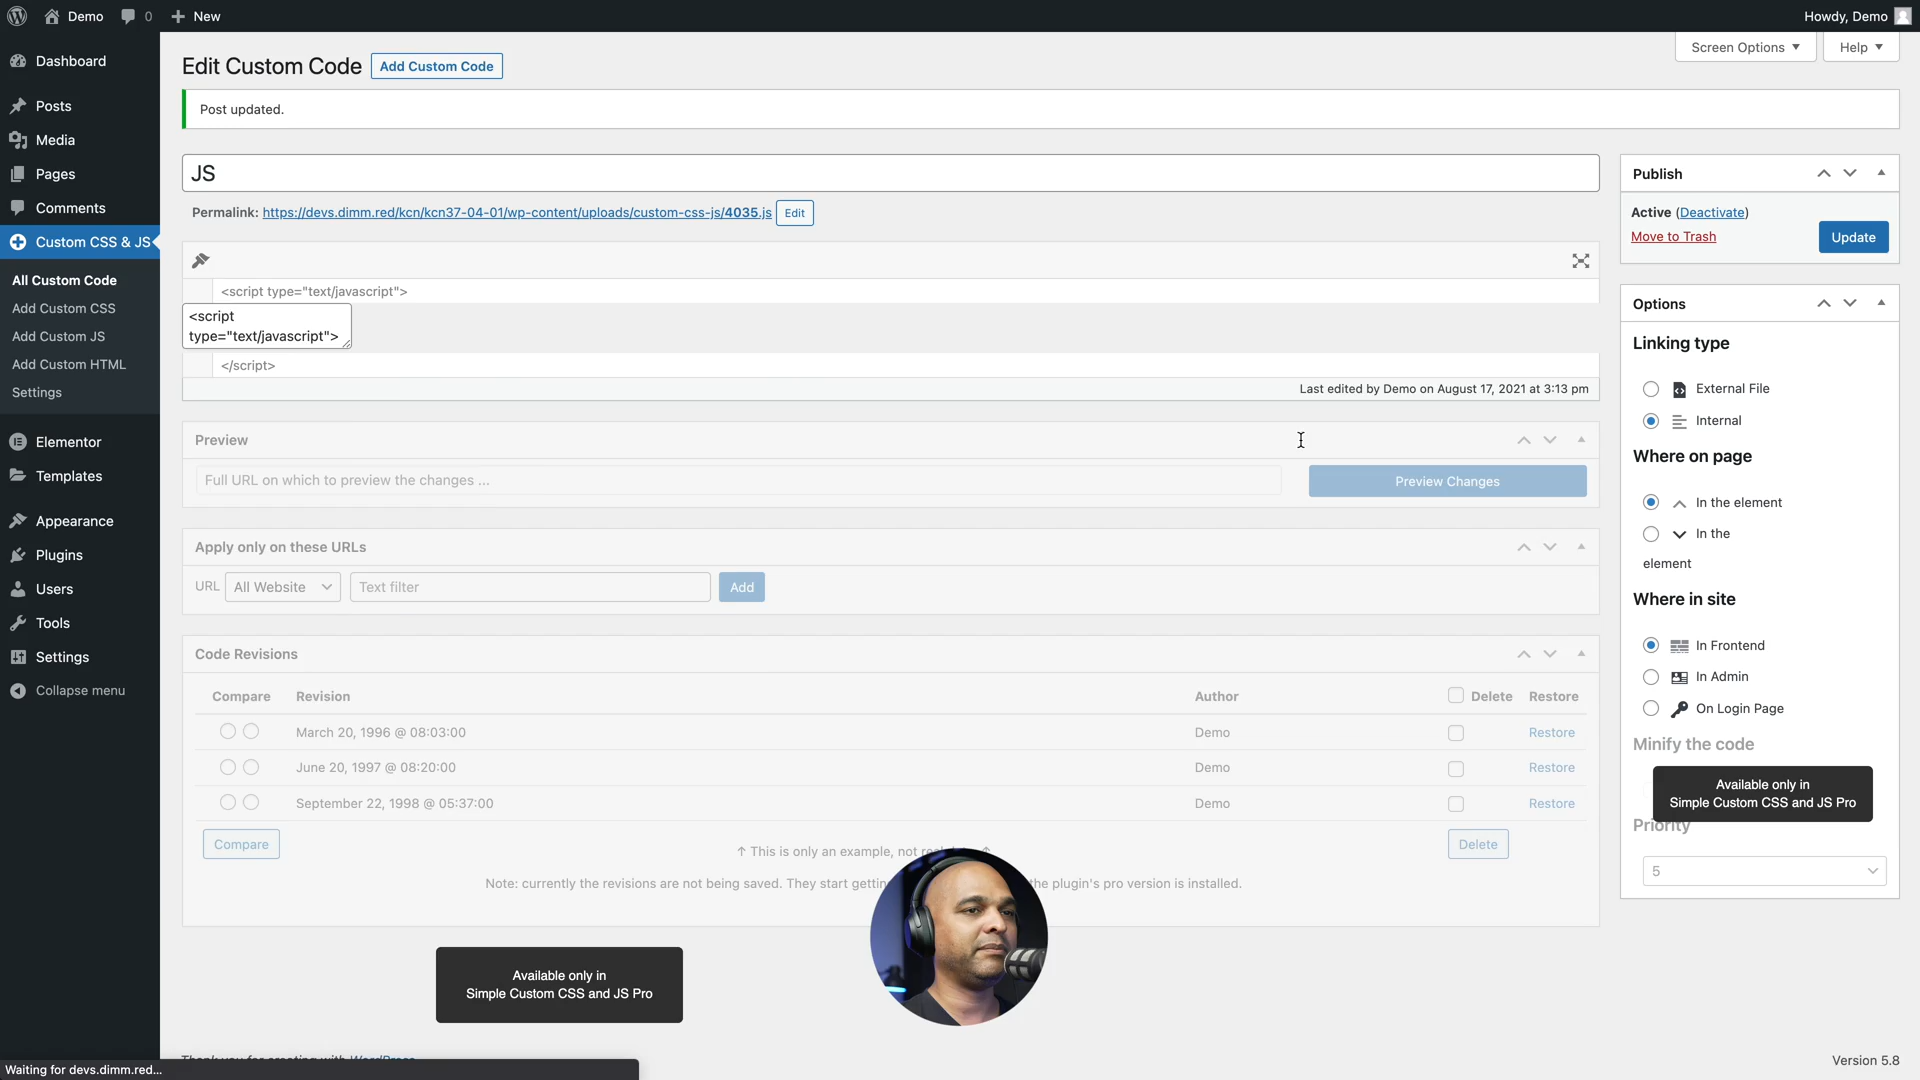 Demo
0
New
Howdy, Demo
Dashboard
Posts
Media
Pages
Comments
Custom CSS & JS
All Custom Code
Add Custom CSS
Add Custom JS
Add Custom HTML
Settings
Elementor
Templates
Appearance
Plugins
Users
Tools
Settings
Collapse menu
Screen Options
Help
Edit Custom Code
Add Custom Code
Post updated.
JS
Permalink: https://devs.dimm.red/kcn/kcn37-04-01/wp-content/uploads/custom-css-js/4035.js
Edit
<script type="text/javascript">
<script
type="text/javascript">
</script>
Last edited by Demo on August 17, 2021 at 3:13 pm
Preview
Full URL on which to preview the changes ...
Preview Changes
Apply only on these URLs
URL
All Website
Text filter
Add
Code Revisions
Compare Revision Author Delete Restore
March 20, 1996 @ 08:03:00 Demo Restore
June 20, 1997 @ 08:20:00 Demo Restore
September 22, 1998 @ 05:37:00 Demo Restore
Compare
↑ This is only an example, not
Delete
Note: currently the revisions are not being saved. They start the plugin's pro version is installed.
Available only in
Simple Custom CSS and JS Pro
Publish
Active (Deactivate)
Move to Trash
Update
Options
Linking type
External File
Internal
Where on page
In the element
In the
element
Where in site
In Frontend
In Admin
On Login Page
Minify the code
Available only in
Simple Custom CSS and JS Pro
Priority
5
Thank you for creating with WordPress
Waiting for devs.dimm.red...
Version 5.8